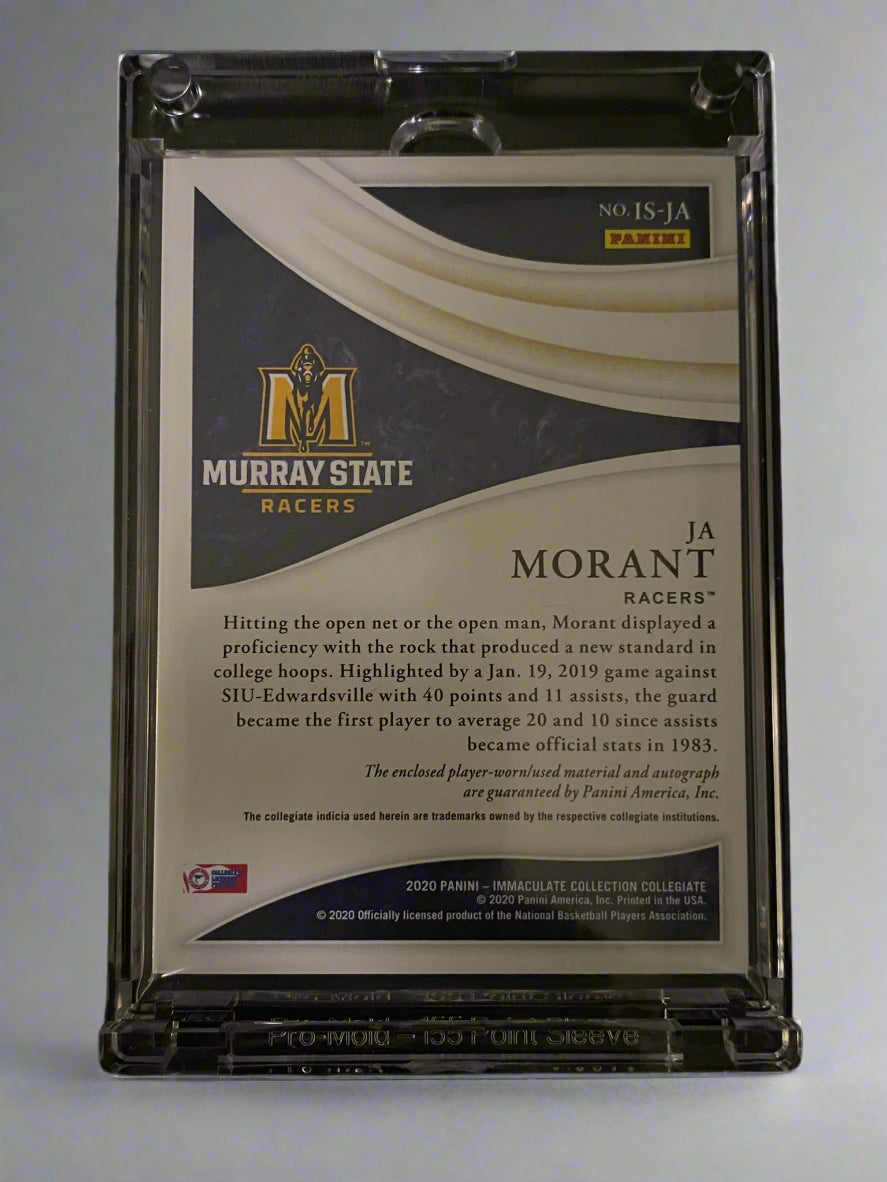 NO. IS-JA
PANINI
M
MURRAY STATE
RACERS
JA
MORANT
RACERS™
Hitting the open net or the open man, Morant displayed a
proficiency with the rock that produced a new standard in
college hoops. Highlighted by a Jan. 19, 2019 game against
SIU-Edwardsville with 40 points and 11 assists, the guard
became the first player to average 20 and 10 since assists
became official stats in 1983.
The enclosed player-worn/used material and autograph
are guaranteed by Panini America, Inc.
The collegiate indicia used herein are trademarks owned by the respective collegiate institutions.
2020 PANINI – IMMACULATE COLLECTION COLLEGIATE
© 2020 Panini America, Inc. Printed in the USA.
© 2020 Officially licensed product of the National Basketball Players Association.
Pro-Mold – 155 Point Sleeve